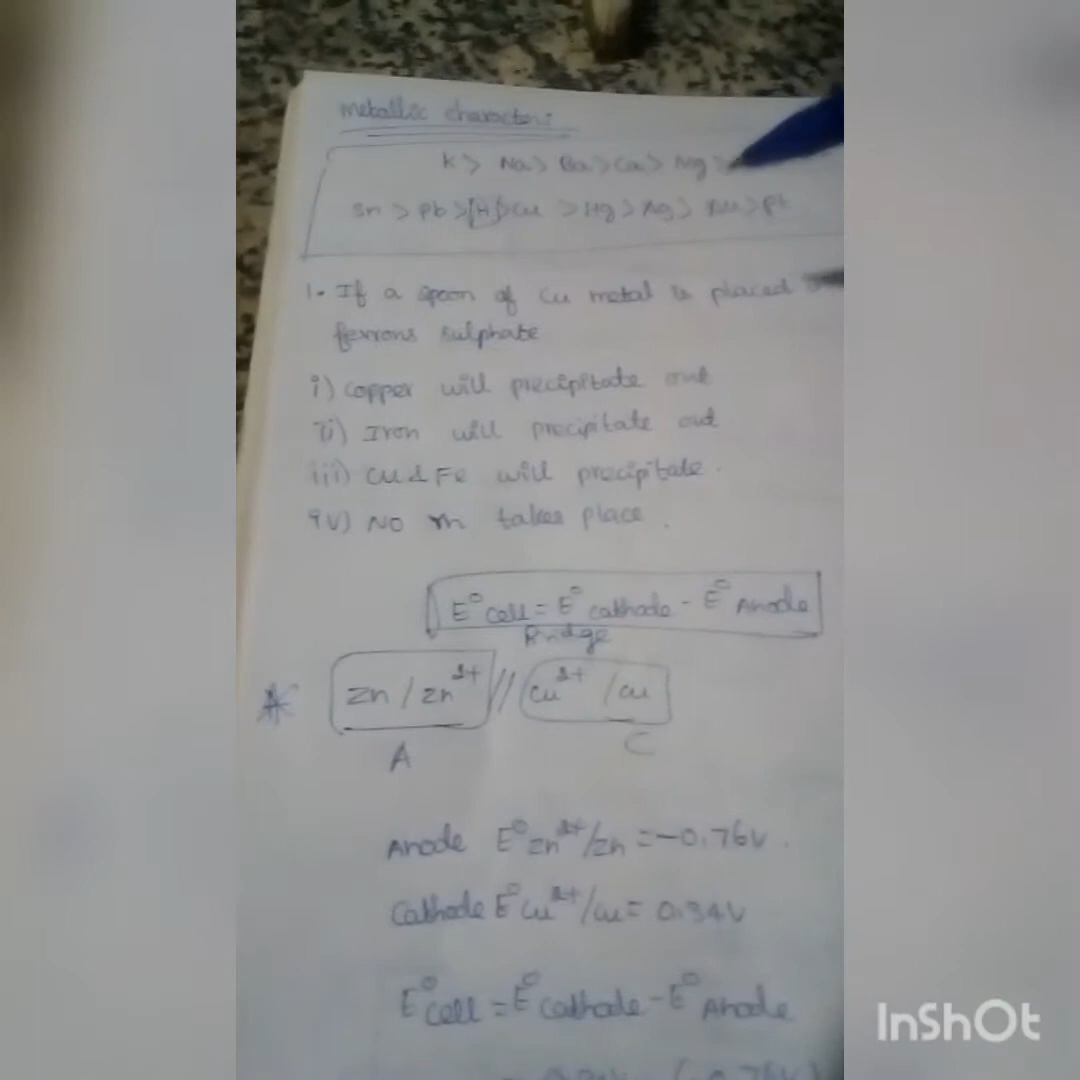 metallic character:
K > Na > Ba > Ca > Mg >
Sn > Pb > [H] > Cu > Hg > Ag > Au > Pt
1. If a spoon of Cu metal is placed
ferrous sulphate
i) copper will precipitate out
ii) Iron will precipitate out
iii) Cu & Fe will precipitate.
iv) No rn takes place.
E° cell = E° cathode - E° Anode
Bridge
Zn / Zn²⁺ // Cu²⁺ / Cu
A C
Anode E° Zn²⁺/Zn = -0.76V.
Cathode E° Cu²⁺/Cu = 0.34V
E° cell = E° cathode - E° Anode
InShOt